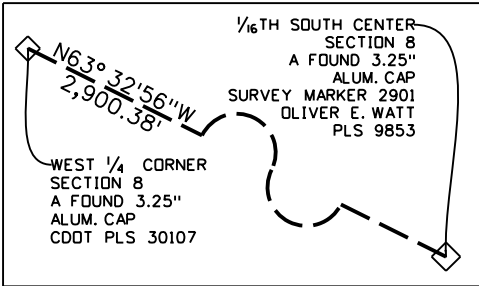 1/16TH SOUTH CENTER
SECTION 8
A FOUND 3.25"
ALUM. CAP
SURVEY MARKER 2901
OLIVER E. WATT
PLS 9853
N63° 32'56"W
2,900.38'
WEST 1/4 CORNER
SECTION 8
A FOUND 3.25"
ALUM. CAP
CDOT PLS 30107